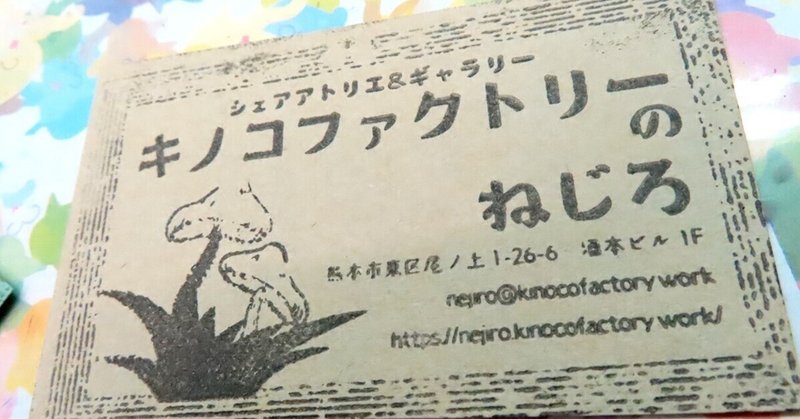 シェアアトリエ&ギャラリー
キノコファクトリー
の
ねじろ
熊本市東区尾ノ上1-26-6 酒本ビル 1F
nejiro@kinocofactory.work
https://nejiro.kinocofactory.work/